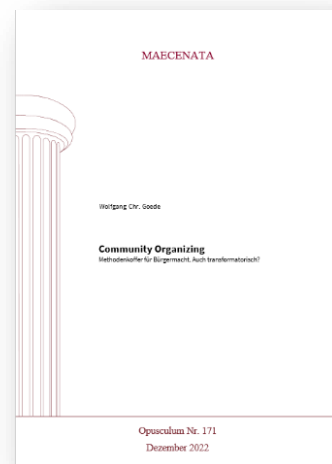 MAECENATA
Wolfgang Chr. Goede
Community Organizing
Methodenkoffer für Bürgermacht. Auch transformatorisch?
Opusculum Nr. 171
Dezember 2022